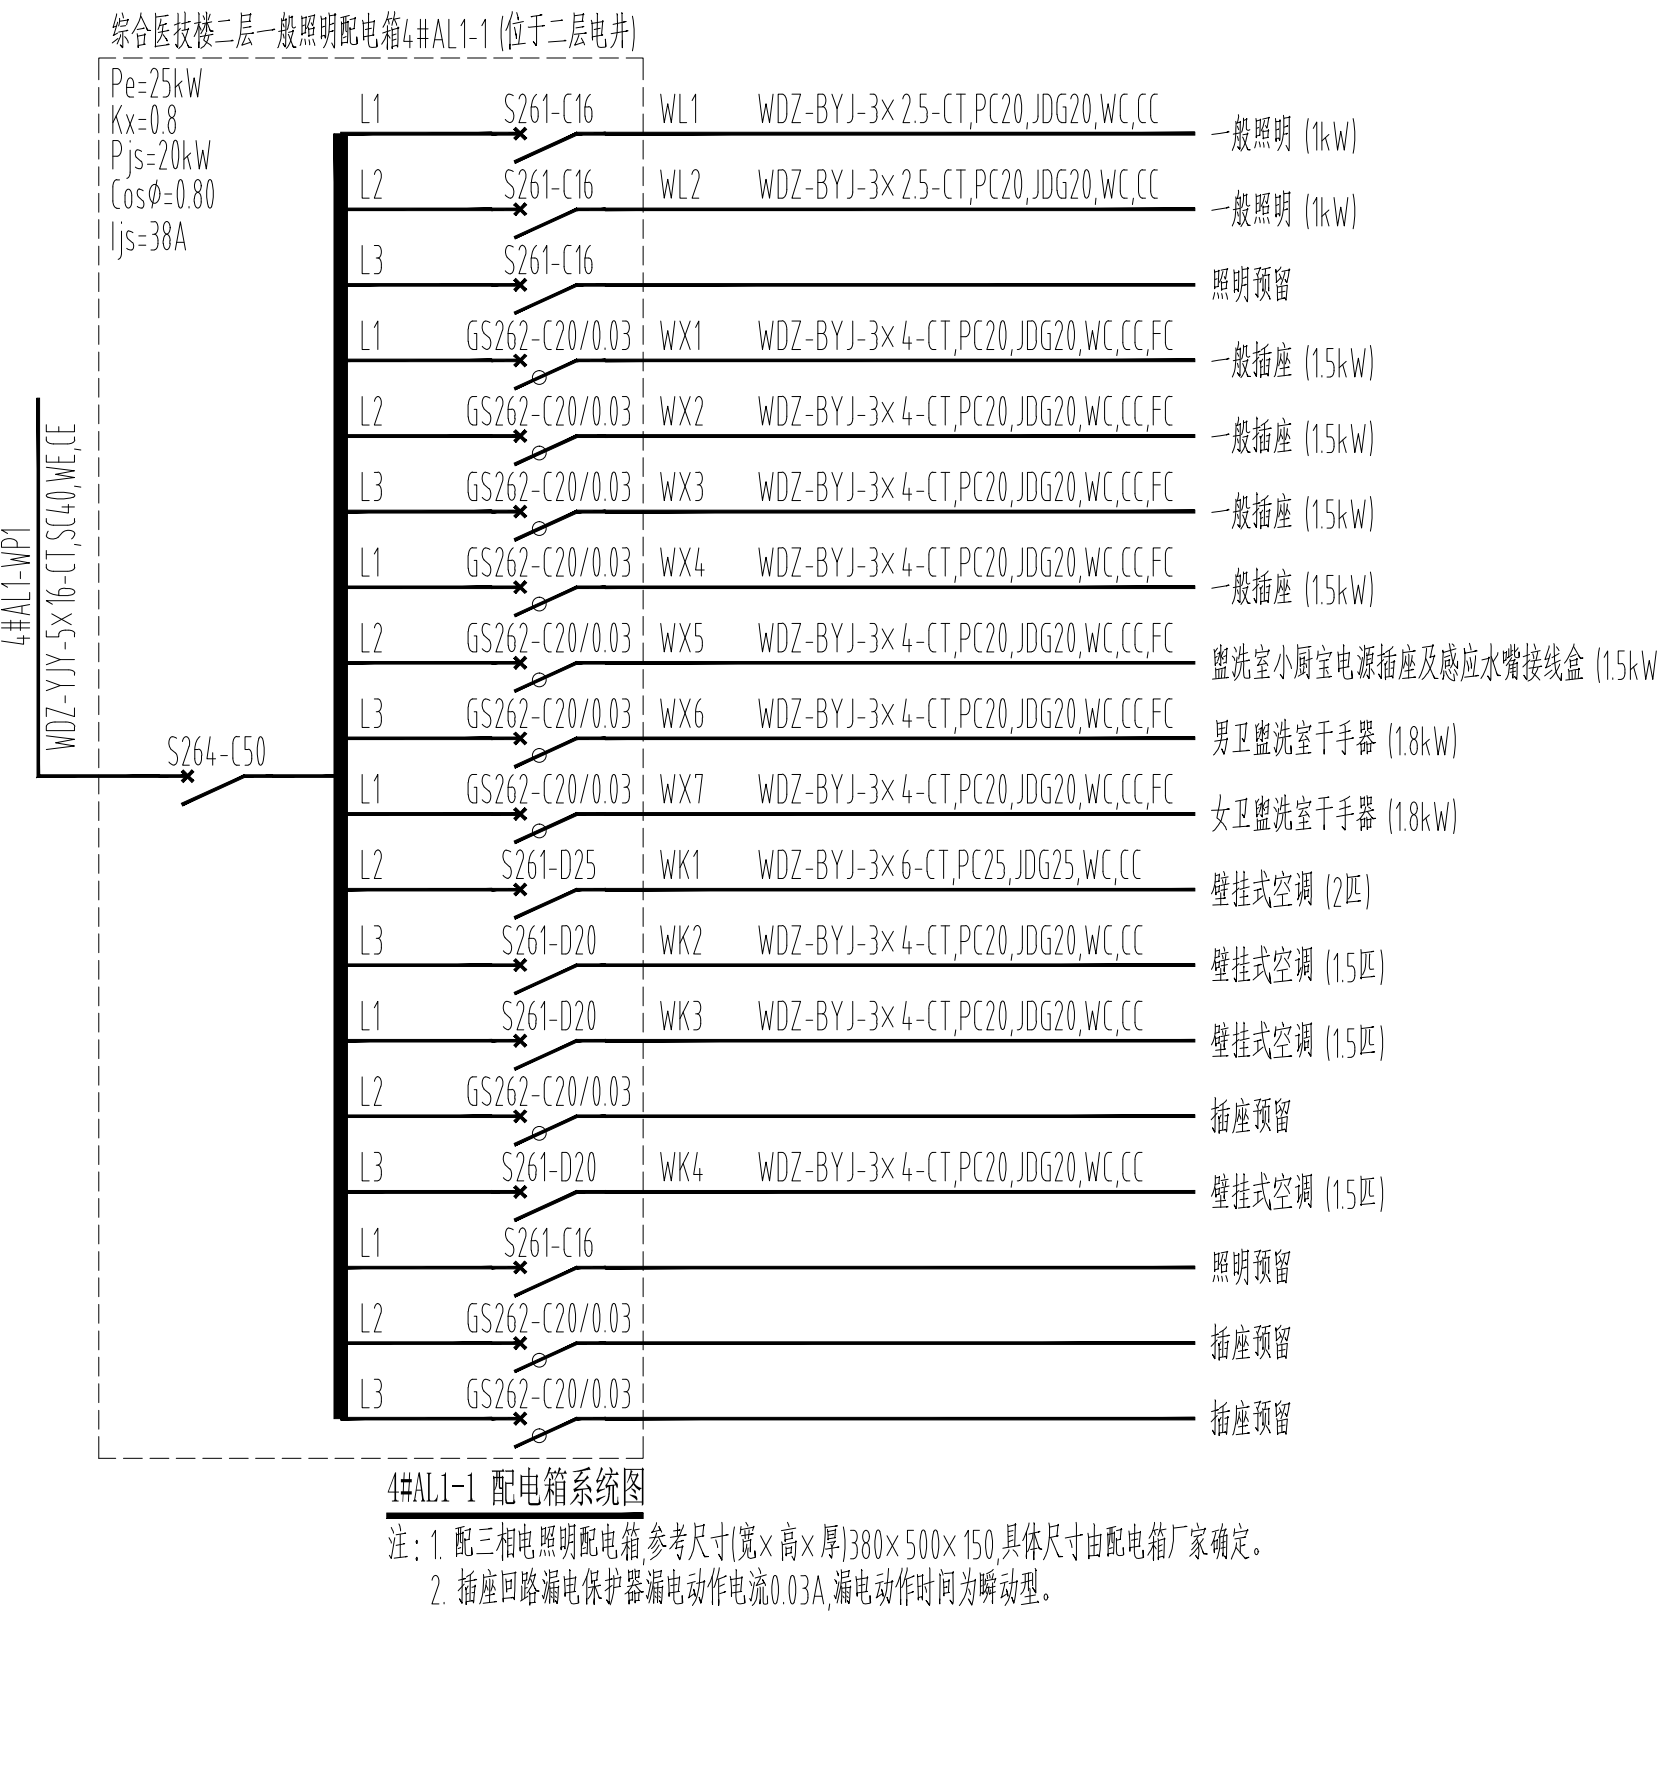 综合医技楼二层一般照明配电箱4#AL1-1 (位于二层电井)
Pe=25kW
Kx=0.8
Pjs=20kW
CosΦ=0.80
Ijs=38A
4#AL1-WP1
WDZ-YJY-5×16-CT,SC40,WE,CE
S264-C50
L1 S261-C16 WL1 WDZ-BYJ-3×2.5-CT,PC20,JDG20,WC,CC 一般照明 (1kW)
L2 S261-C16 WL2 WDZ-BYJ-3×2.5-CT,PC20,JDG20,WC,CC 一般照明 (1kW)
L3 S261-C16 照明预留
L1 GS262-C20/0.03 WX1 WDZ-BYJ-3×4-CT,PC20,JDG20,WC,CC,FC 一般插座 (1.5kW)
L2 GS262-C20/0.03 WX2 WDZ-BYJ-3×4-CT,PC20,JDG20,WC,CC,FC 一般插座 (1.5kW)
L3 GS262-C20/0.03 WX3 WDZ-BYJ-3×4-CT,PC20,JDG20,WC,CC,FC 一般插座 (1.5kW)
L1 GS262-C20/0.03 WX4 WDZ-BYJ-3×4-CT,PC20,JDG20,WC,CC,FC 一般插座 (1.5kW)
L2 GS262-C20/0.03 WX5 WDZ-BYJ-3×4-CT,PC20,JDG20,WC,CC,FC 盥洗室小厨宝电源插座及感应水嘴接线盒 (1.5kW
L3 GS262-C20/0.03 WX6 WDZ-BYJ-3×4-CT,PC20,JDG20,WC,CC,FC 男卫盥洗室干手器 (1.8kW)
L1 GS262-C20/0.03 WX7 WDZ-BYJ-3×4-CT,PC20,JDG20,WC,CC,FC 女卫盥洗室干手器 (1.8kW)
L2 S261-D25 WK1 WDZ-BYJ-3×6-CT,PC25,JDG25,WC,CC 壁挂式空调 (2匹)
L3 S261-D20 WK2 WDZ-BYJ-3×4-CT,PC20,JDG20,WC,CC 壁挂式空调 (1.5匹)
L1 S261-D20 WK3 WDZ-BYJ-3×4-CT,PC20,JDG20,WC,CC 壁挂式空调 (1.5匹)
L2 GS262-C20/0.03 插座预留
L3 S261-D20 WK4 WDZ-BYJ-3×4-CT,PC20,JDG20,WC,CC 壁挂式空调 (1.5匹)
L1 S261-C16 照明预留
L2 GS262-C20/0.03 插座预留
L3 GS262-C20/0.03 插座预留
4#AL1-1 配电箱系统图
注: 1. 配三相电照明配电箱,参考尺寸(宽×高×厚)380×500×150,具体尺寸由配电箱厂家确定。
2. 插座回路漏电保护器漏电动作电流0.03A,漏电动作时间为瞬动型。